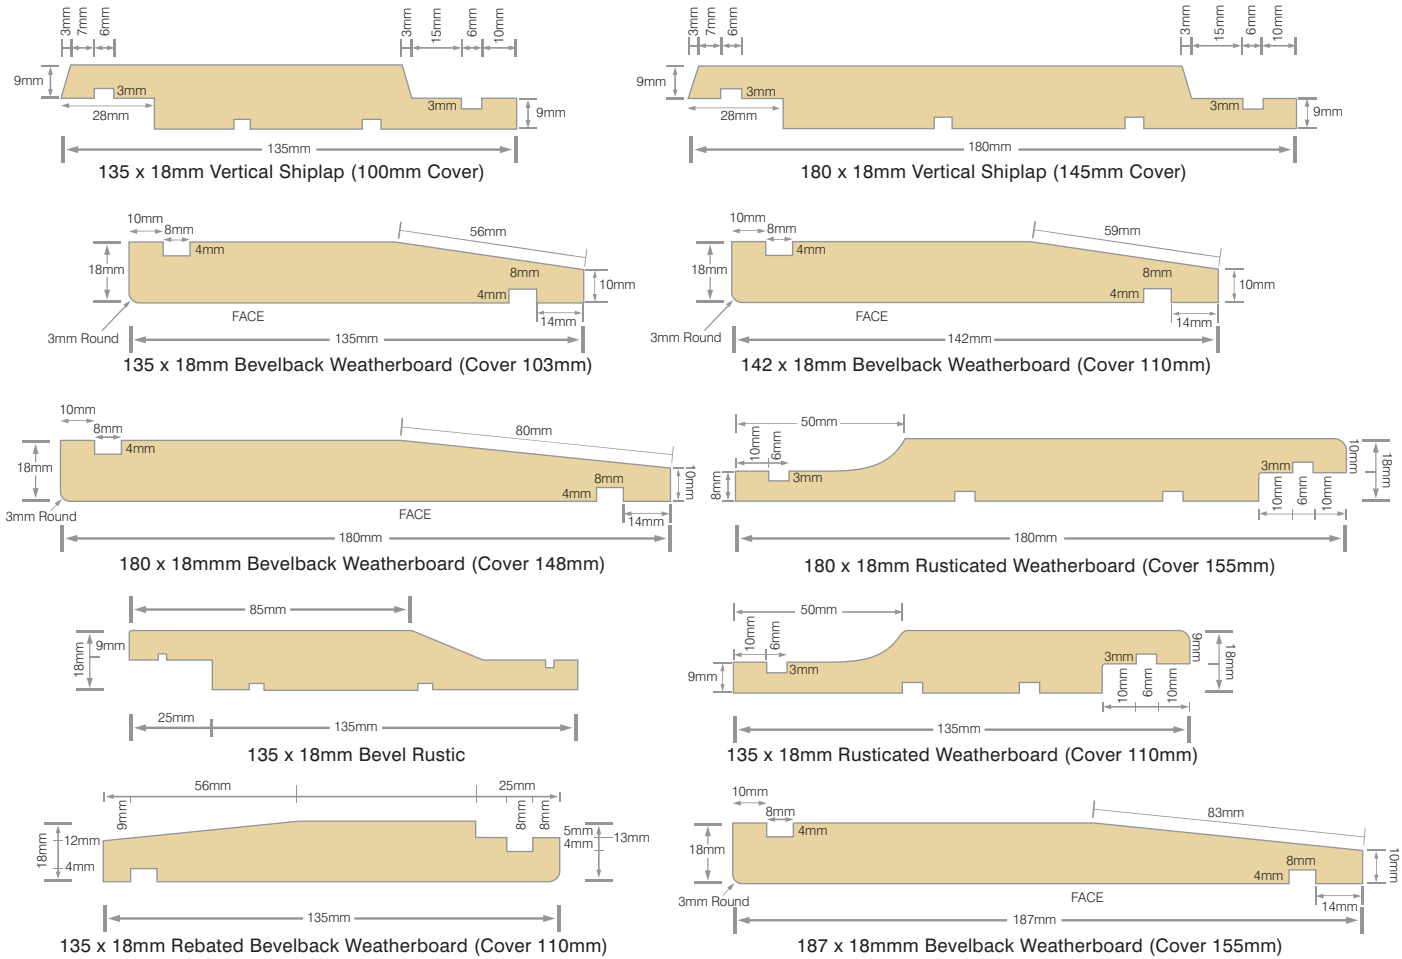 3mm 7mm 6mm 3mm 15mm 6mm 10mm
9mm 3mm 3mm 9mm
28mm
135mm
135 x 18mm Vertical Shiplap (100mm Cover)
3mm 7mm 6mm 3mm 15mm 6mm 10mm
9mm 3mm 3mm 9mm
28mm
180mm
180 x 18mm Vertical Shiplap (145mm Cover)
10mm
8mm 56mm
4mm
18mm 8mm 10mm
4mm
FACE 14mm
3mm Round 135mm
135 x 18mm Bevelback Weatherboard (Cover 103mm)
10mm
8mm 59mm
4mm
18mm 8mm 10mm
4mm
FACE 14mm
3mm Round 142mm
142 x 18mm Bevelback Weatherboard (Cover 110mm)
10mm
8mm 80mm
4mm
18mm 8mm 10mm
4mm
3mm Round FACE 14mm
180mm
180 x 18mmm Bevelback Weatherboard (Cover 148mm)
50mm
10mm 6mm 10mm 18mm
8mm 3mm 3mm
10mm 6mm 10mm
180mm
180 x 18mm Rusticated Weatherboard (Cover 155mm)
85mm
18mm 9mm
25mm 135mm
135 x 18mm Bevel Rustic
50mm
10mm 6mm 9mm 18mm
9mm 3mm 3mm
10mm 6mm 10mm
135mm
135 x 18mm Rusticated Weatherboard (Cover 110mm)
56mm 25mm
9mm 8mm 8mm
18mm 12mm 5mm 13mm
4mm 4mm
135mm
135 x 18mm Rebated Bevelback Weatherboard (Cover 110mm)
10mm
8mm 83mm
4mm
18mm 8mm 10mm
4mm
3mm Round FACE 14mm
187mm
187 x 18mmm Bevelback Weatherboard (Cover 155mm)